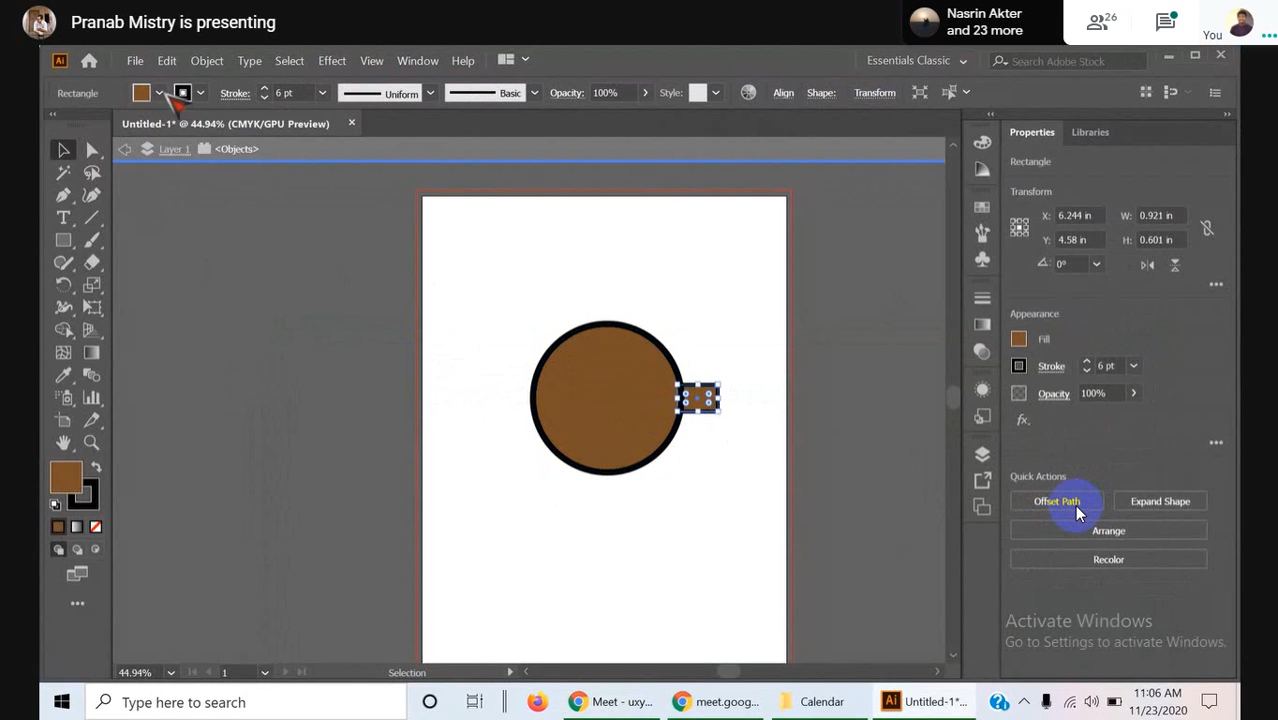 Pranab Mistry is presenting
Nasrin Akter
and 23 more
26
You
Ai
File Edit Object Type Select Effect View Window Help
Essentials Classic
Search Adobe Stock
Rectangle
Stroke: 6 pt
Uniform
Basic
Opacity: 100%
Style:
Align
Shape:
Transform
Untitled-1* @ 44.94% (CMYK/GPU Preview)
Layer 1
<Objects>
Properties Libraries
Rectangle
Transform
X: 6.244 in W: 0.921 in
Y: 4.58 in H: 0.601 in
0°
Appearance
Fill
Stroke 6 pt
Opacity 100%
fx.
Quick Actions
Offset Path Expand Shape
Arrange
Recolor
Activate Windows
Go to Settings to activate Windows.
44.94%
1
Selection
Type here to search
Meet - uxy...
meet.goog...
Calendar
Ai Untitled-1*...
11:06 AM
11/23/2020